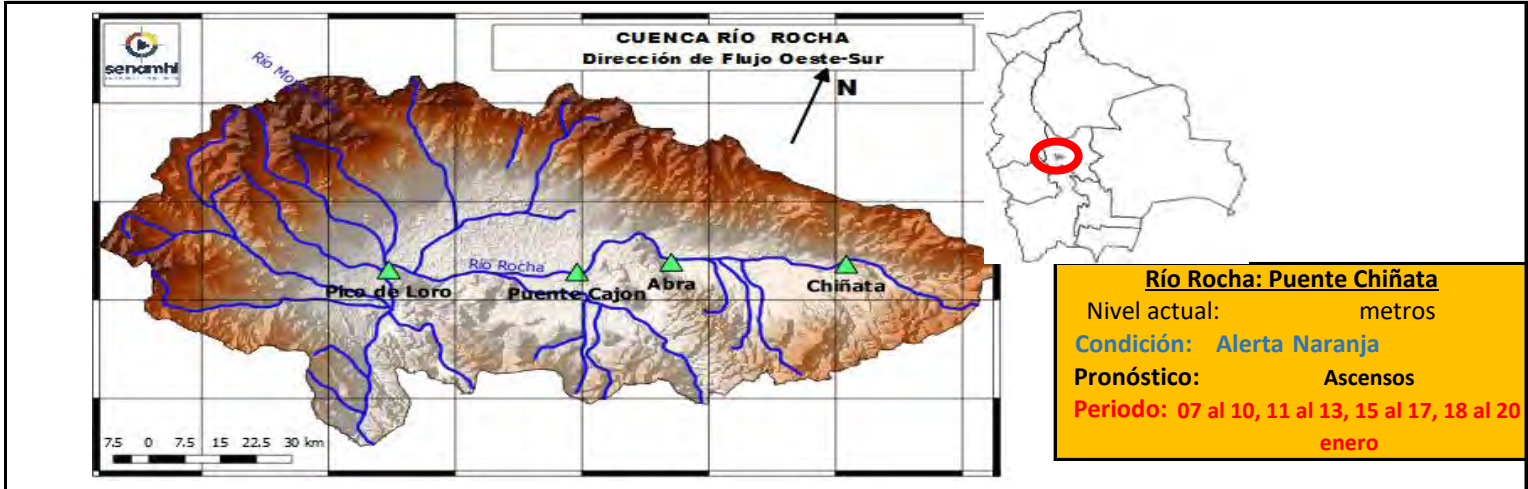 senamhi
CUENCA RÍO ROCHA
Dirección de Flujo Oeste-Sur
N
Río Rocha
Pico de Loro
Puente Cajon
Abra
Chiñata
7.5 0 7.5 15 22.5 30 km
Río Rocha: Puente Chiñata
Nivel actual: metros
Condición: Alerta Naranja
Pronóstico: Ascensos
Periodo: 07 al 10, 11 al 13, 15 al 17, 18 al 20
enero